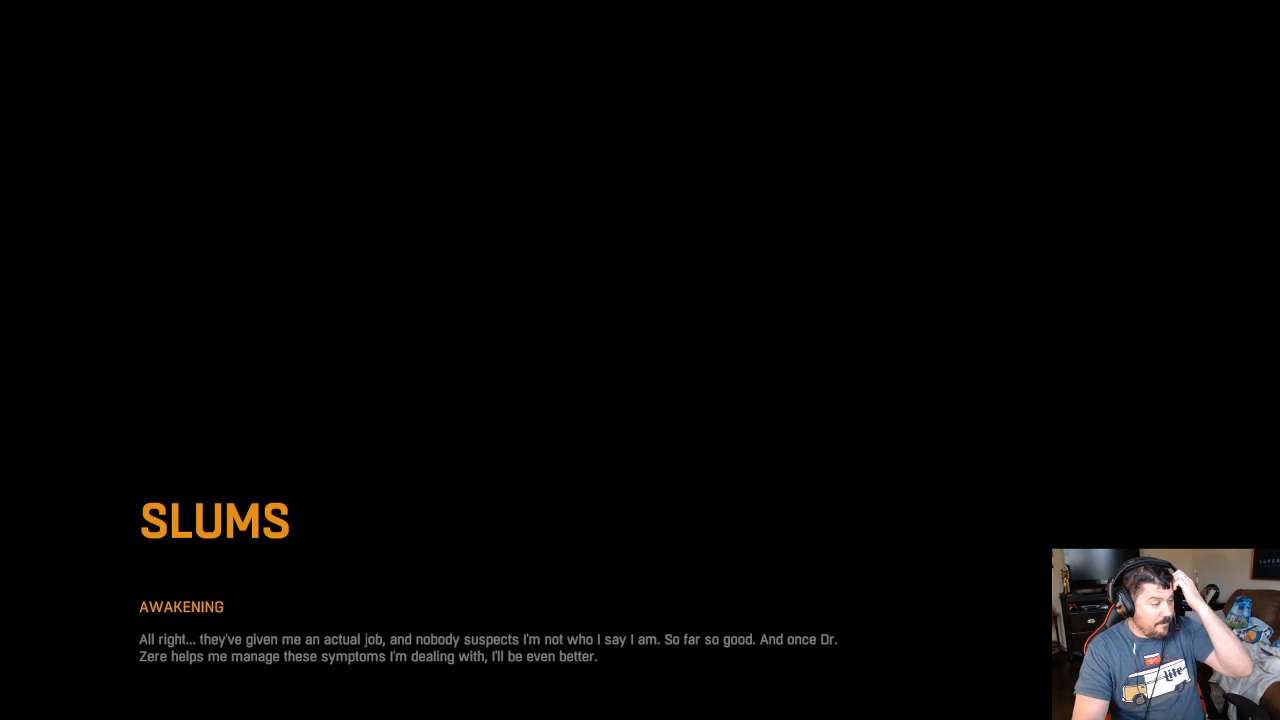 SLUMS
AWAKENING
All right... they've given me an actual job, and nobody suspects I'm not who I say I am. So far so good. And once Dr.
Zere helps me manage these symptoms I'm dealing with, I'll be even better.
Lite